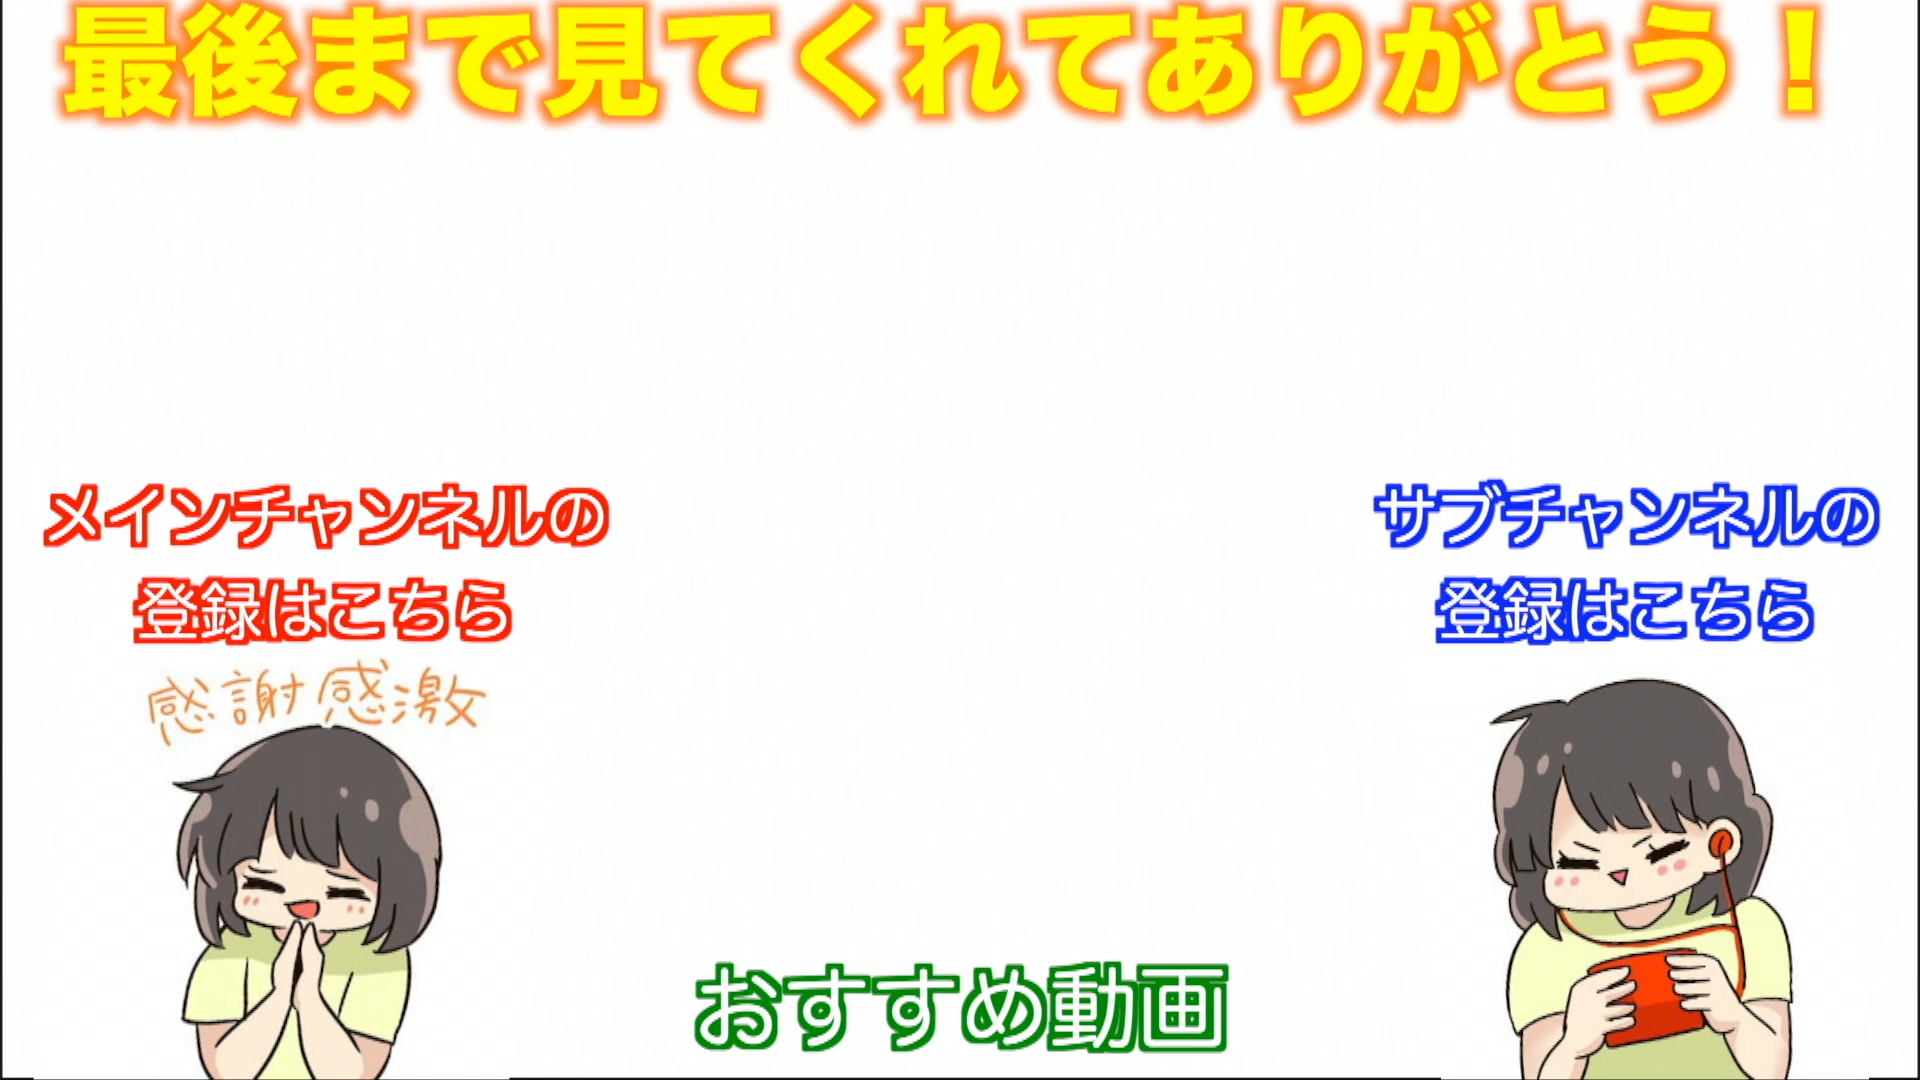 最後まで見てくれてありがとう！
メインチャンネルの
登録はこちら
サブチャンネルの
登録はこちら
感謝感激
おすすめ動画